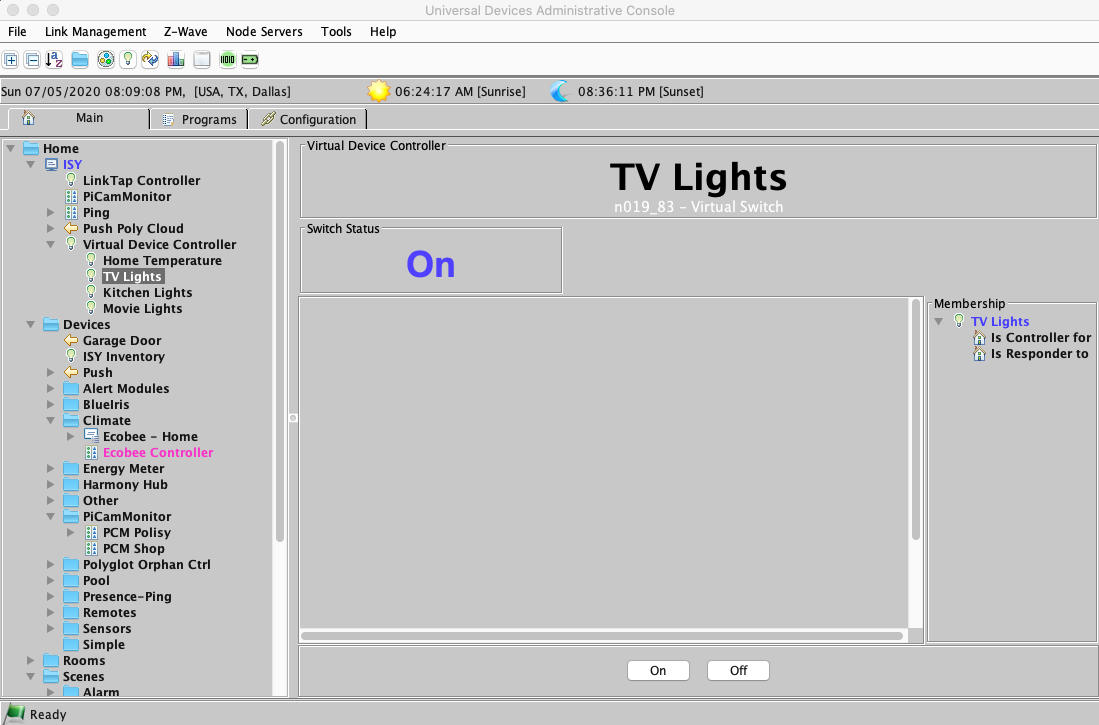 Universal Devices Administrative Console
File Link Management Z-Wave Node Servers Tools Help
Sun 07/05/2020 08:09:08 PM, [USA, TX, Dallas] 06:24:17 AM [Sunrise] 08:36:11 PM [Sunset]
Main Programs Configuration
Home
ISY
LinkTap Controller
PiCamMonitor
Ping
Push Poly Cloud
Virtual Device Controller
Home Temperature
TV Lights
Kitchen Lights
Movie Lights
Devices
Garage Door
ISY Inventory
Push
Alert Modules
BlueIris
Climate
Ecobee - Home
Ecobee Controller
Energy Meter
Harmony Hub
Other
PiCamMonitor
PCM Polisy
PCM Shop
Polyglot Orphan Ctrl
Pool
Presence-Ping
Remotes
Sensors
Simple
Rooms
Scenes
Alarm
Virtual Device Controller
TV Lights
n019_83 - Virtual Switch
Switch Status
On
Membership
TV Lights
Is Controller for
Is Responder to
On Off
Ready